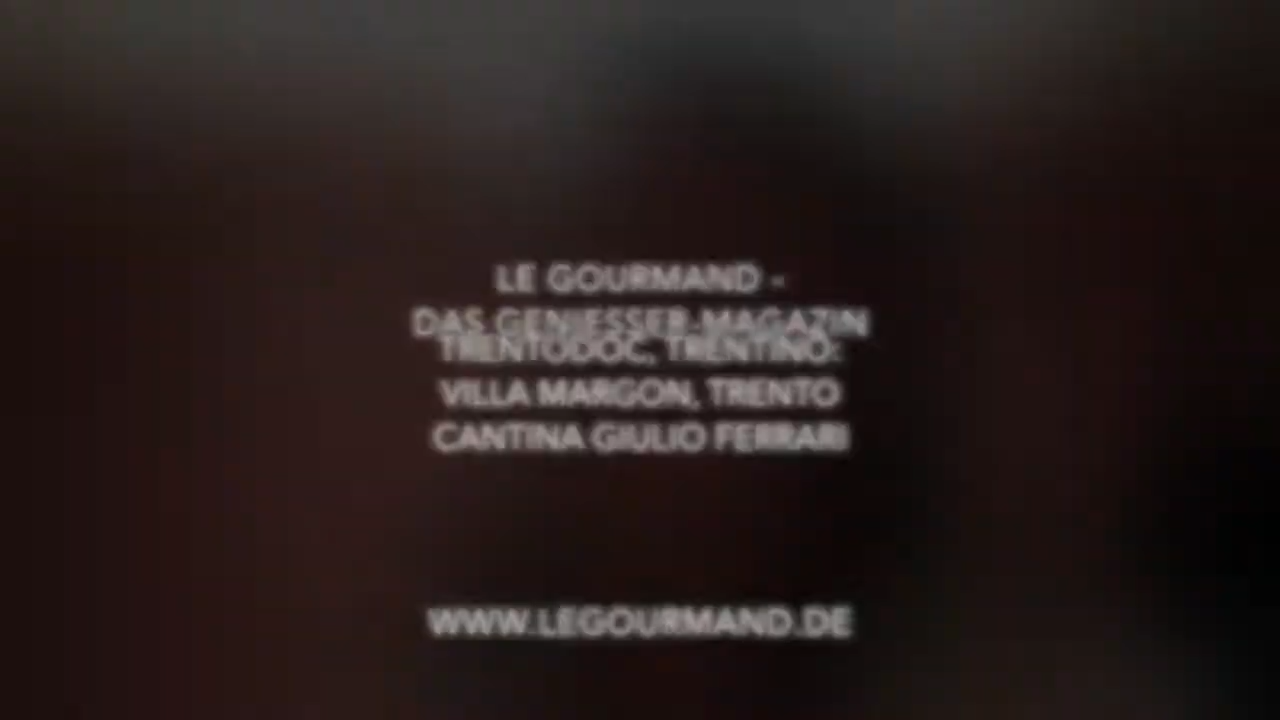 LE GOURMAND -
DAS GENIESSER-MAGAZIN
TRENTODOC, TRENTINO:
VILLA MARGON, TRENTO
CANTINA GIULIO FERRARI
WWW.LEGOURMAND.DE